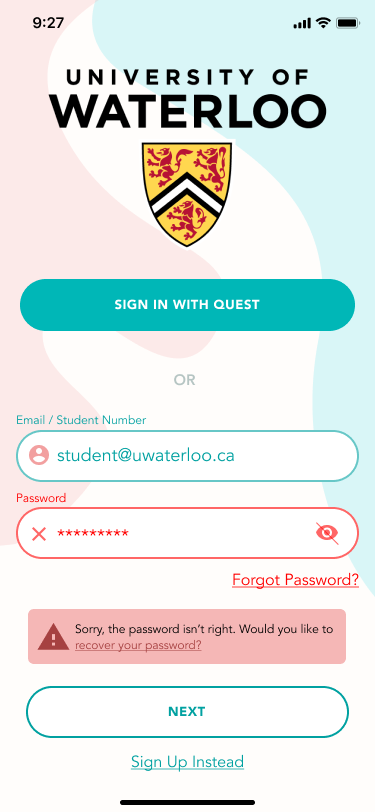 9:27
UNIVERSITY OF
WATERLOO
SIGN IN WITH QUEST
OR
Email / Student Number
student@uwaterloo.ca
Password
*********
Forgot Password?
Sorry, the password isn’t right. Would you like to
recover your password?
NEXT
Sign Up Instead